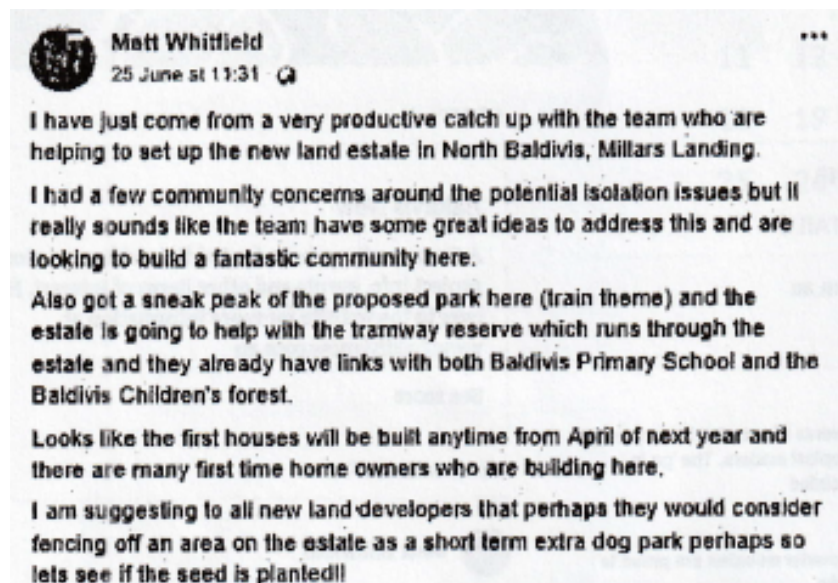 Matt Whitfield
25 June at 11:31
I have just come from a very productive catch up with the team who are
helping to set up the new land estate in North Baldivis, Millars Landing.
I had a few community concerns around the potential isolation issues but it
really sounds like the team have some great ideas to address this and are
looking to build a fantastic community here.
Also got a sneak peak of the proposed park here (train theme) and the
estate is going to help with the tramway reserve which runs through the
estate and they already have links with both Baldivis Primary School and the
Baldivis Children's forest.
Looks like the first houses will be built anytime from April of next year and
there are many first time home owners who are building here.
I am suggesting to all new land developers that perhaps they would consider
fencing off an area on the estate as a short term extra dog park perhaps so
lets see if the seed is planted!!